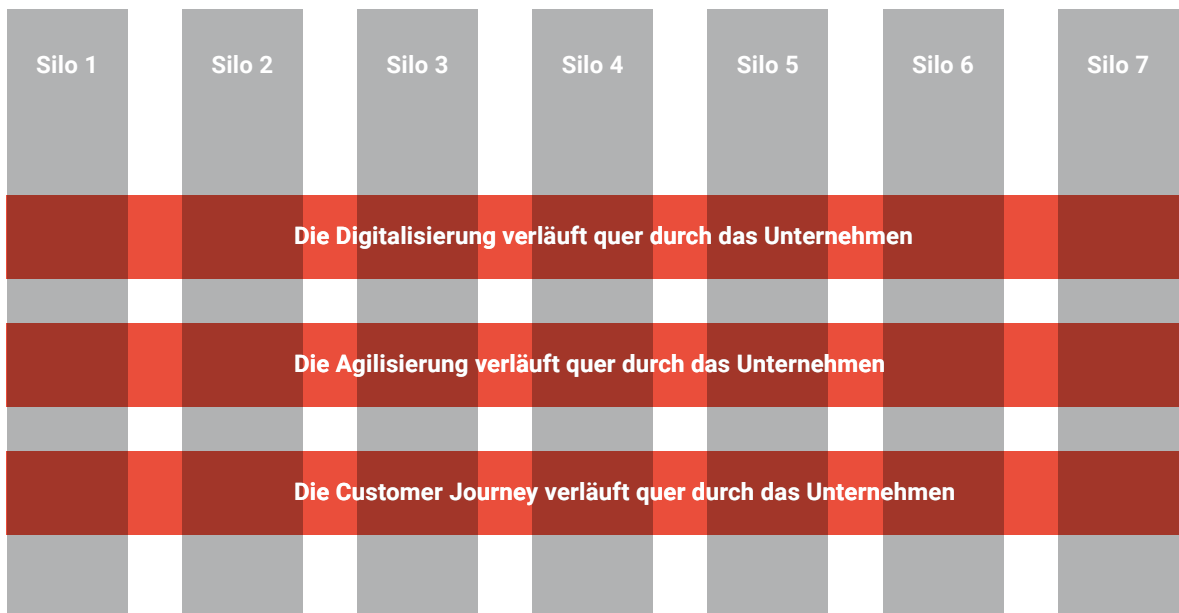 Silo 1
Silo 2
Silo 3
Silo 4
Silo 5
Silo 6
Silo 7
Die Digitalisierung verläuft quer durch das Unternehmen
Die Agilisierung verläuft quer durch das Unternehmen
Die Customer Journey verläuft quer durch das Unternehmen